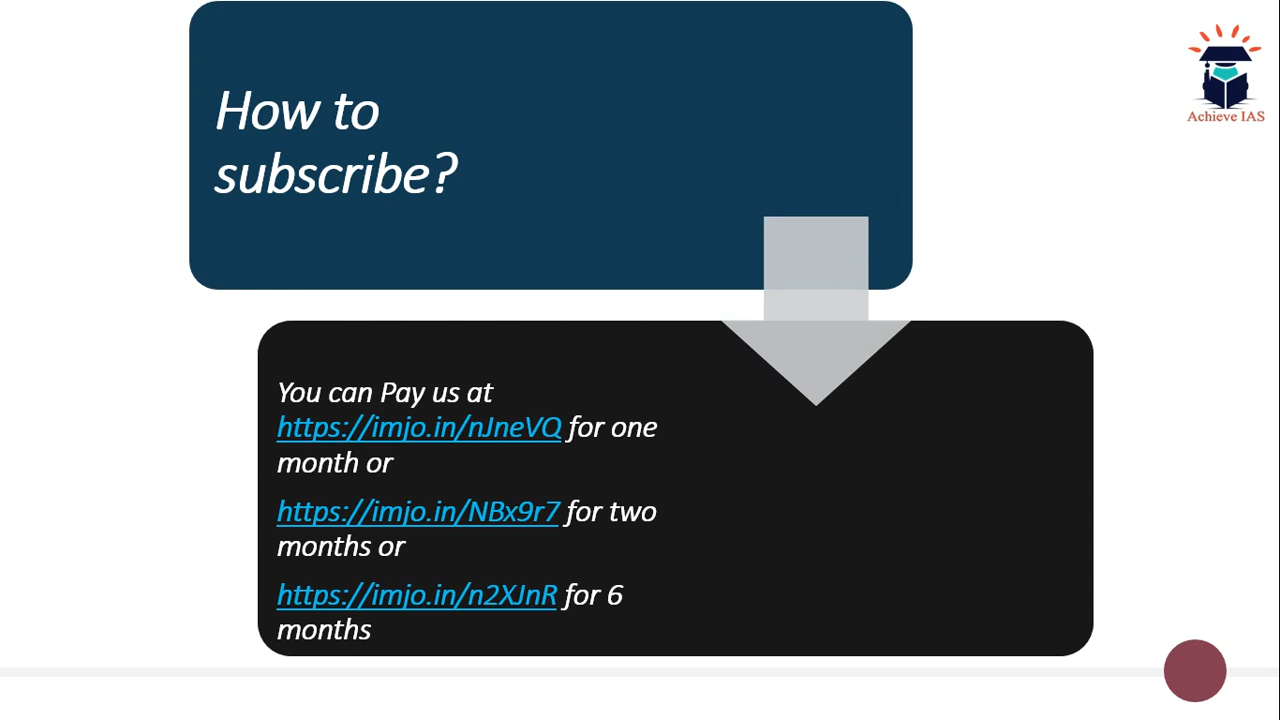 How to
subscribe?
Achieve IAS
You can Pay us at
https://imjo.in/nJneVQ for one
month or
https://imjo.in/NBx9r7 for two
months or
https://imjo.in/n2XJnR for 6
months